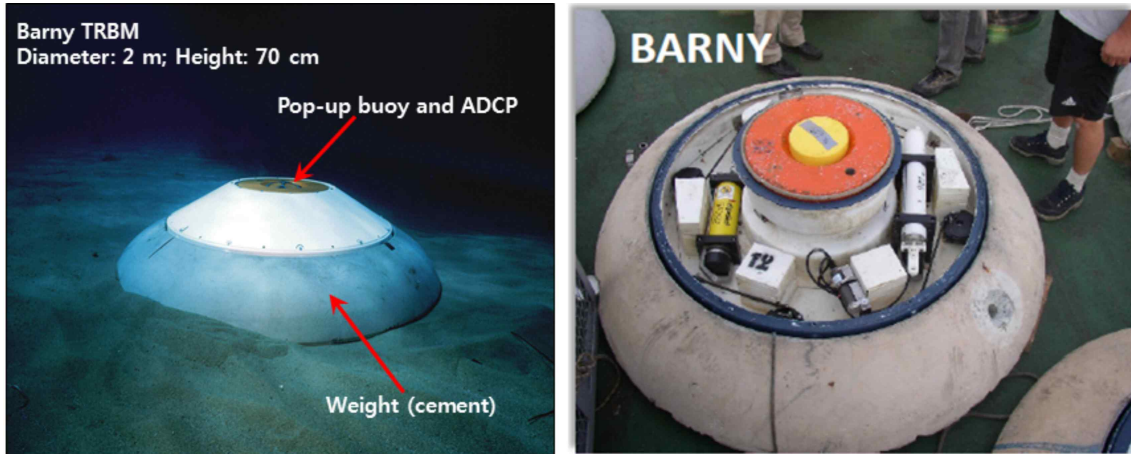 Barny TRBM
Diameter: 2 m; Height: 70 cm
Pop-up buoy and ADCP
Weight (cement)
BARNY
12